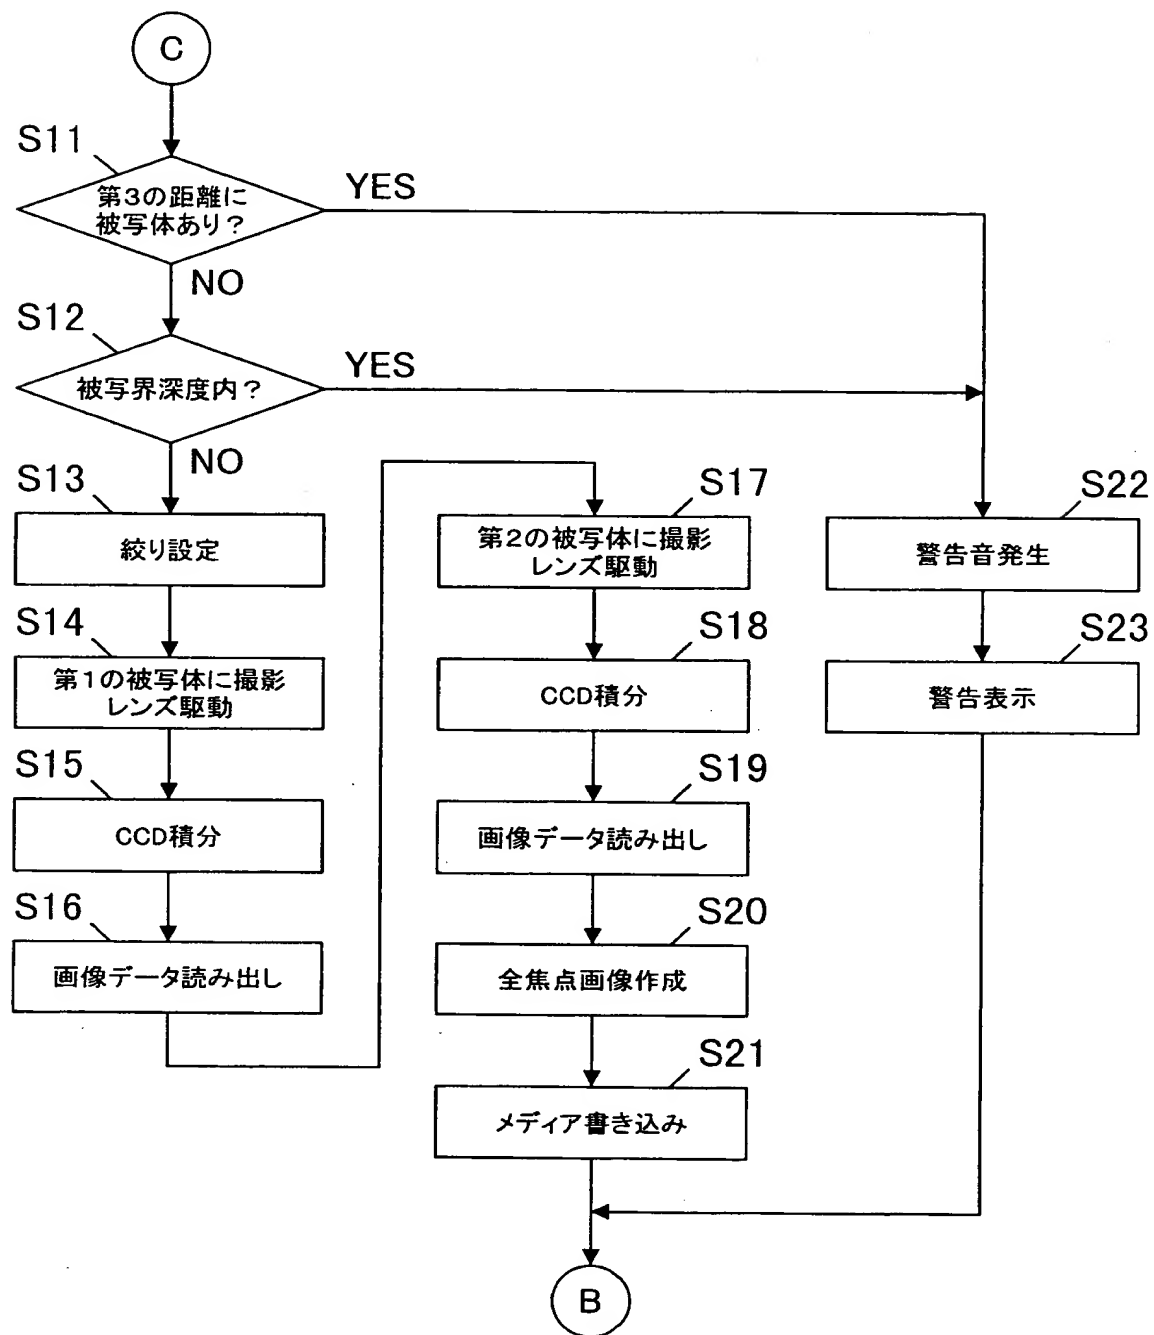 C
S11
第3の距離に
被写体あり?
YES
NO
S12
被写界深度内?
YES
NO
S13
絞り設定
S14
第1の被写体に撮影
レンズ駆動
S15
CCD積分
S16
画像データ読み出し
S17
第2の被写体に撮影
レンズ駆動
S18
CCD積分
S19
画像データ読み出し
S20
全焦点画像作成
S21
メディア書き込み
S22
警告音発生
S23
警告表示
B